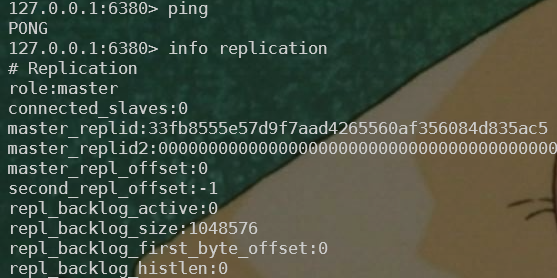 127.0.0.1:6380> ping
PONG
127.0.0.1:6380> info replication
# Replication
role:master
connected_slaves:0
master_replid:33fb8555e57d9f7aad4265560af356084d835ac5
master_replid2:0000000000000000000000000000000000000000
master_repl_offset:0
second_repl_offset:-1
repl_backlog_active:0
repl_backlog_size:1048576
repl_backlog_first_byte_offset:0
repl_backlog_histlen:0